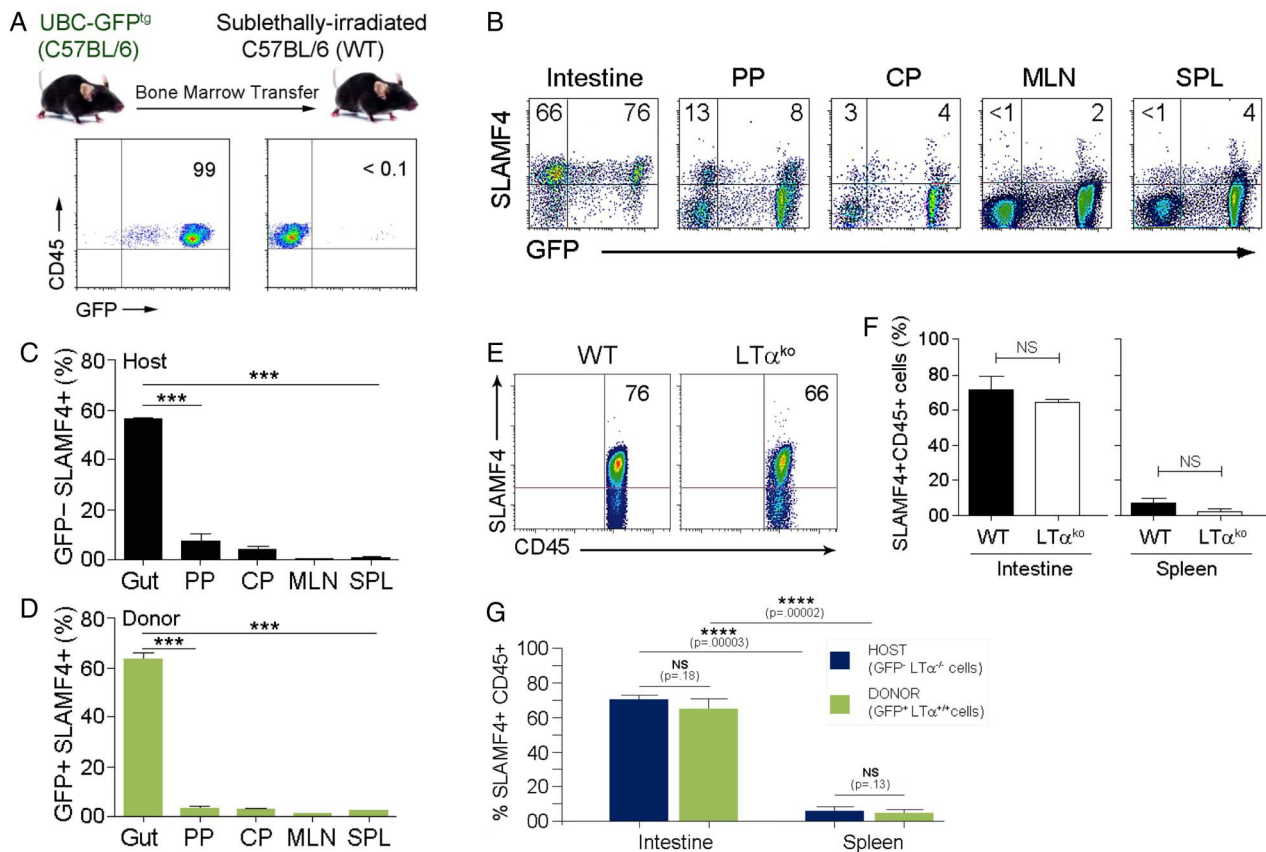 A
UBC-GFPtg
(C57BL/6)
Sublethally-irradiated
C57BL/6 (WT)
Bone Marrow Transfer
99
< 0.1
CD45
GFP
B
Intestine
PP
CP
MLN
SPL
66 76
13 8
3 4
<1 2
<1 4
SLAMF4
GFP
C
Host
80
60
40
20
00
GFP− SLAMF4+ (%)
***
***
Gut PP CP MLN SPL
D
Donor
80
60
40
20
00
GFP+ SLAMF4+ (%)
***
***
Gut PP CP MLN SPL
E
WT
LTαko
76
66
SLAMF4
CD45
F
SLAMF4+CD45+ cells (%)
100
80
60
40
20
00
NS
NS
WT LTαko
WT LTαko
Intestine
Spleen
G
% SLAMF4+ CD45+
100
80
60
40
20
00
****
(p=.00002)
****
(p=.00003)
NS
(p=.18)
NS
(p=.13)
HOST
(GFP- LTα-/- cells)
DONOR
(GFP+ LTα+/+cells)
Intestine
Spleen